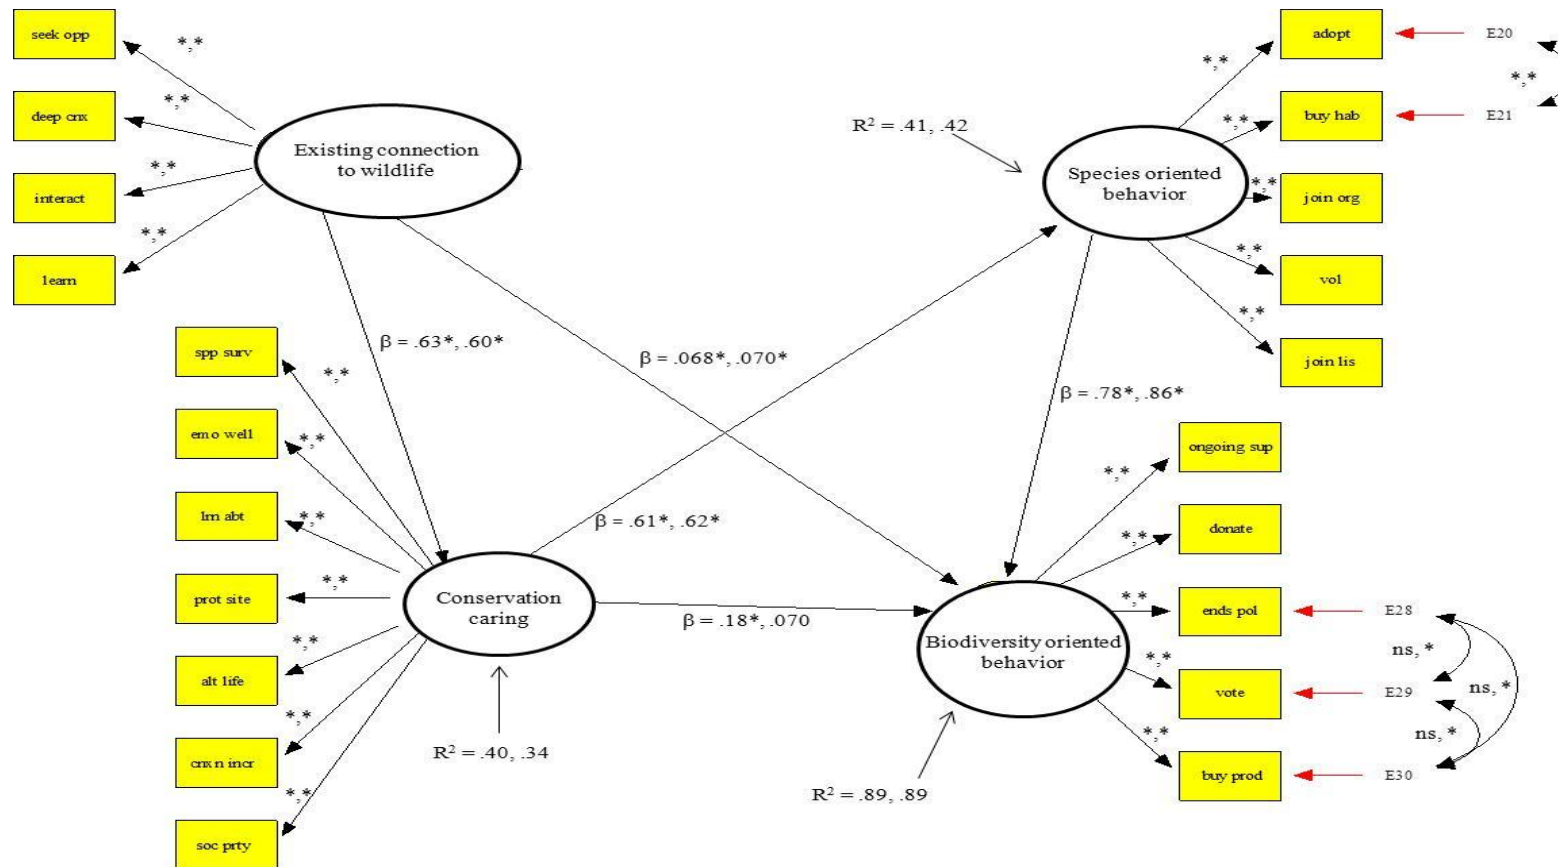 seek opp
*,*
deep cnx
*,*
interact
*,*
learn
*,*
Existing connection
to wildlife
adopt
E20
*,*
*,*
buy hab
E21
*,*
R² = .41, .42
Species oriented
behavior
*,*
join org
*,*
vol
*,*
join lis
β = .63*, .60*
β = .068*, .070*
β = .78*, .86*
spp surv
*,*
emo well
*,*
lrn abt
*,*
prot site
*,*
alt life
*,*
cnxn incr
*,*
soc prty
*,*
β = .61*, .62*
Conservation
caring
β = .18*, .070
R² = .40, .34
ongoing sup
*,*
donate
*,*
ends pol
*,*
E28
ns, *
Biodiversity oriented
behavior
*,*
vote
E29
ns, *
ns, *
*,*
buy prod
E30
R² = .89, .89